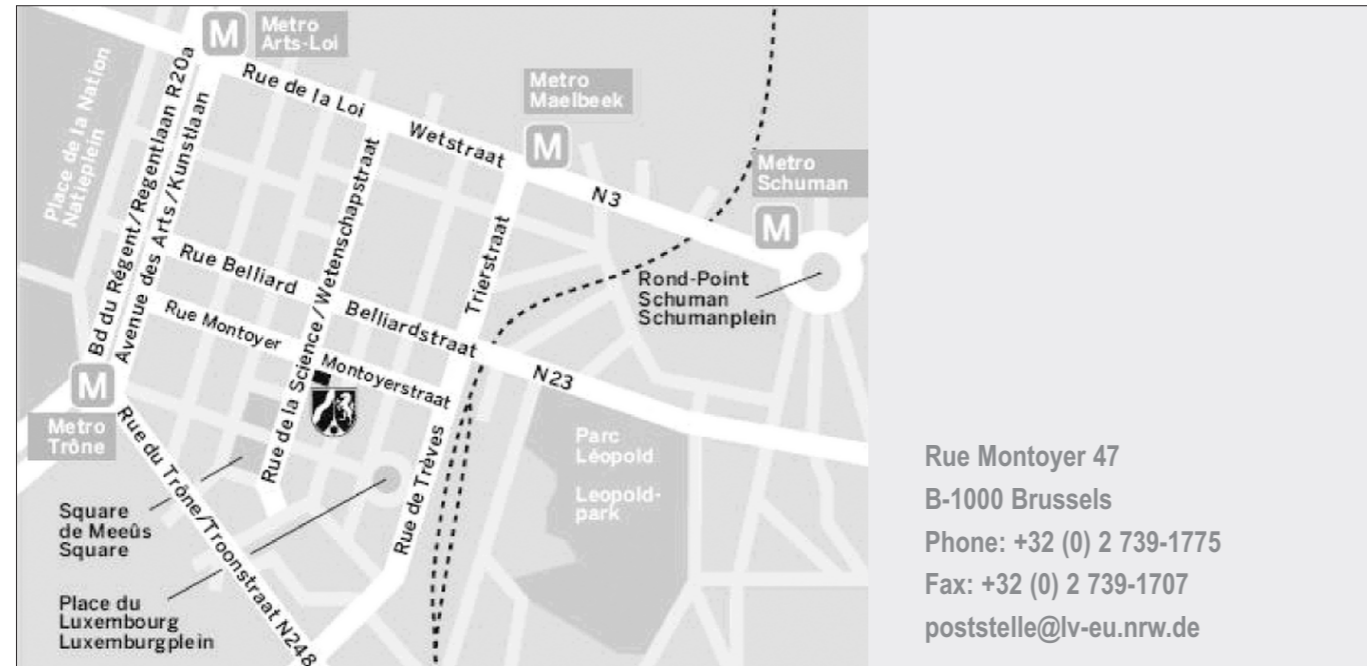 M
Metro
Arts-Loi
Place de la Nation
Natieplein
Bd du Régent/Regentlaan R20a
Avenue des Arts/Kunstlaan
Rue de la Loi
Wetstraat
Metro
Maelbeek
M
N3
Metro
Schuman
M
Rond-Point
Schuman
Schumanplein
Rue de la Science/Wetenschapstraat
Trierstraat
Rue Belliard
Belliardstraat
N23
Rue Montoyer
Montoyerstraat
M
Metro
Trône
Rue du Trône/Troonstraat N248
Rue de Trèves
Parc
Léopold
Leopold-
park
Square
de Meeûs
Square
Place du
Luxembourg
Luxemburgplein
Rue Montoyer 47
B-1000 Brussels
Phone: +32 (0) 2 739-1775
Fax: +32 (0) 2 739-1707
poststelle@lv-eu.nrw.de